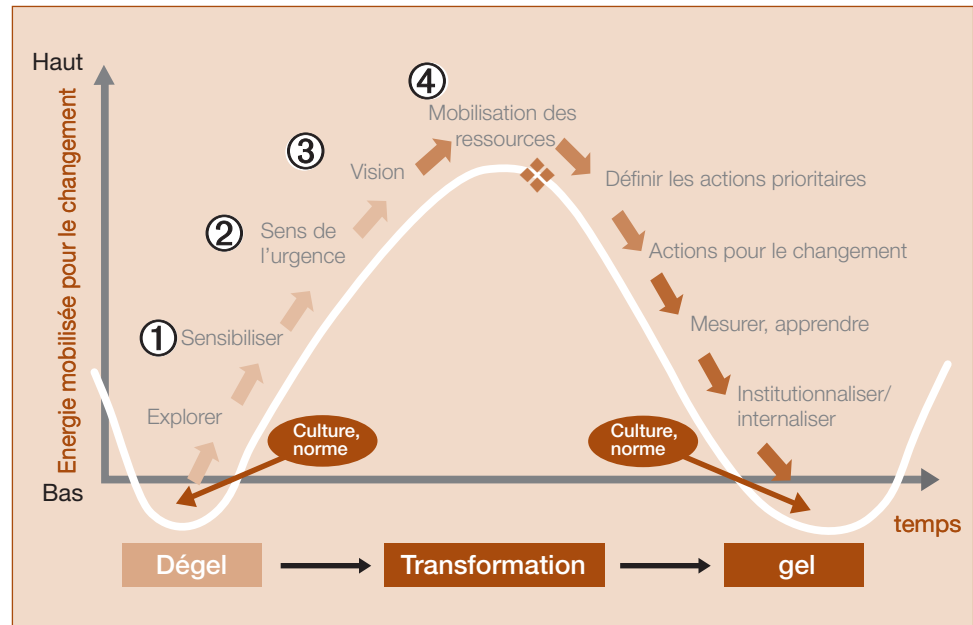 Haut
Energie mobilisée pour le changement
Bas
Explorer
①
Sensibiliser
②
Sens de
l'urgence
③
Vision
④
Mobilisation des
ressources
Définir les actions prioritaires
Actions pour le changement
Mesurer, apprendre
Institutionnaliser/
internaliser
Culture,
norme
Culture,
norme
temps
Dégel
Transformation
gel